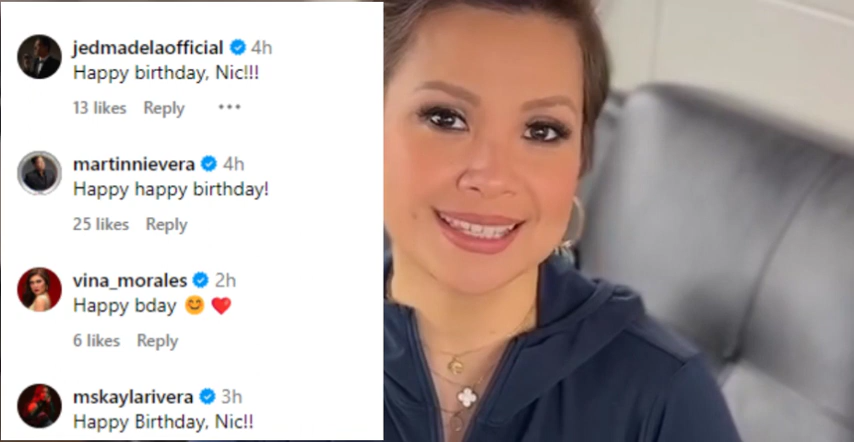 jedmadelaofficial 4h
Happy birthday, Nic!!!
13 likes Reply •••
martinnievera 4h
Happy happy birthday!
25 likes Reply
vina_morales 2h
Happy bday 😊 ❤️
6 likes Reply
mskaylarivera 3h
Happy Birthday, Nic!!